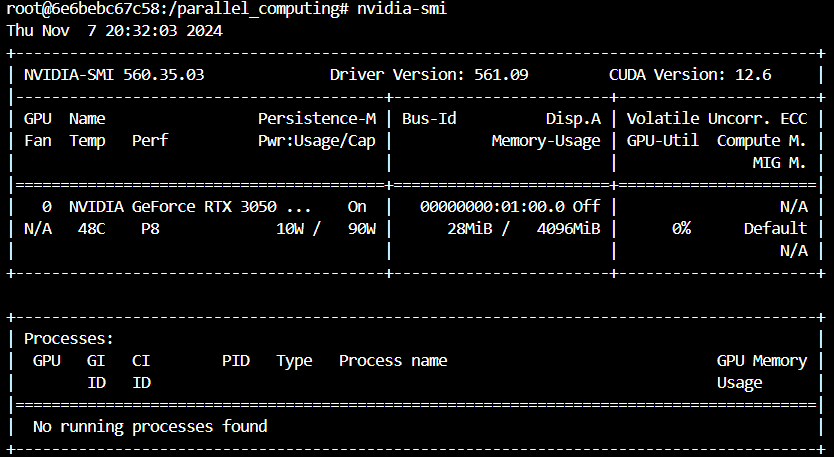 root@6e6bebc67c58:/parallel_computing# nvidia-smi
Thu Nov  7 20:32:03 2024
+-----------------------------------------------------------------------------------------+
| NVIDIA-SMI 560.35.03              Driver Version: 561.09         CUDA Version: 12.6     |
|-----------------------------------------+------------------------+----------------------+
| GPU  Name                 Persistence-M | Bus-Id          Disp.A | Volatile Uncorr. ECC |
| Fan  Temp   Perf          Pwr:Usage/Cap |           Memory-Usage | GPU-Util  Compute M. |
|                                         |                        |               MIG M. |
|=========================================+========================+======================|
|   0  NVIDIA GeForce RTX 3050 ...    On  |   00000000:01:00.0 Off |                  N/A |
| N/A   48C    P8             10W /   90W |      28MiB /   4096MiB |      0%      Default |
|                                         |                        |                  N/A |
+-----------------------------------------+------------------------+----------------------+

+-----------------------------------------------------------------------------------------+
| Processes:                                                                              |
|  GPU   GI   CI        PID   Type   Process name                              GPU Memory |
|        ID   ID                                                               Usage      |
|=========================================================================================|
|  No running processes found                                                             |
+-----------------------------------------------------------------------------------------+